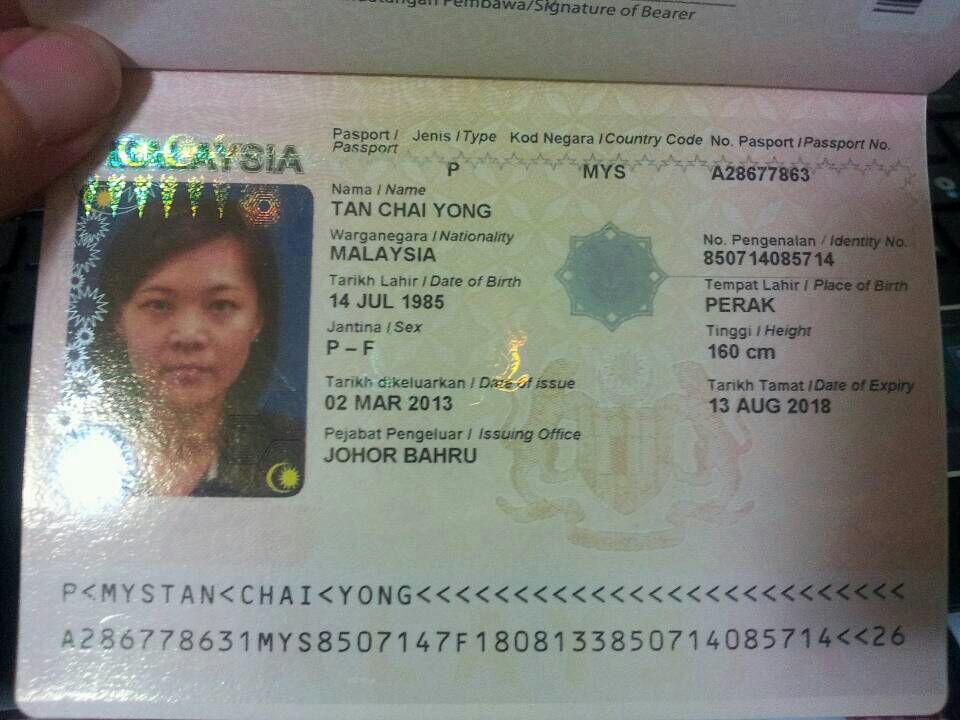 Pembawa/Signature of Bearer
MALAYSIA
Pasport / Passport Jenis / Type Kod Negara / Country Code No. Pasport / Passport No.
P MYS A28677863
Nama / Name
TAN CHAI YONG
Warganegara / Nationality No. Pengenalan / Identity No.
MALAYSIA 850714085714
Tarikh Lahir / Date of Birth Tempat Lahir / Place of Birth
14 JUL 1985 PERAK
Jantina / Sex Tinggi / Height
P – F 160 cm
Tarikh dikeluarkan / Date of issue Tarikh Tamat / Date of Expiry
02 MAR 2013 13 AUG 2018
Pejabat Pengeluar / Issuing Office
JOHOR BAHRU
P<MYSTAN<CHAI<YONG<<<<<<<<<<<<<<<<<<<<<<<<<<
A286778631MYS8507147F1808133850714085714<<26